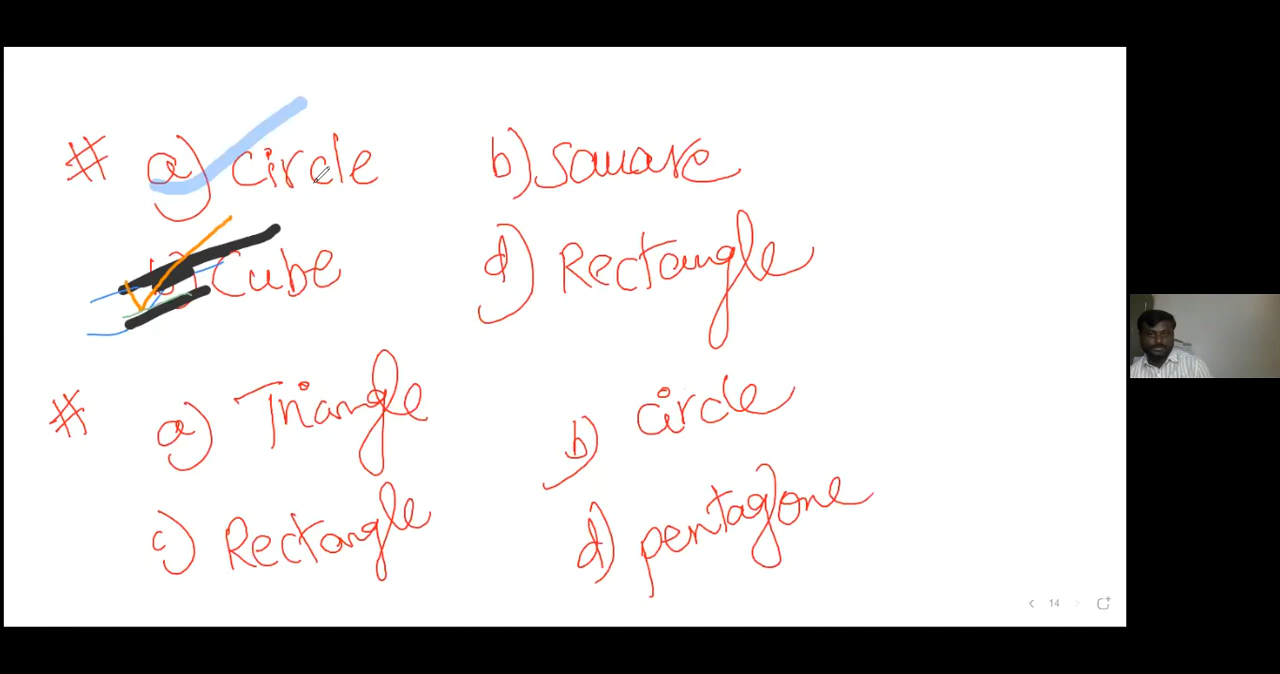 # a) circle b) square
b) Cube d) Rectangle
# a) Triangle b) circle
c) Rectangle d) pentagone
14